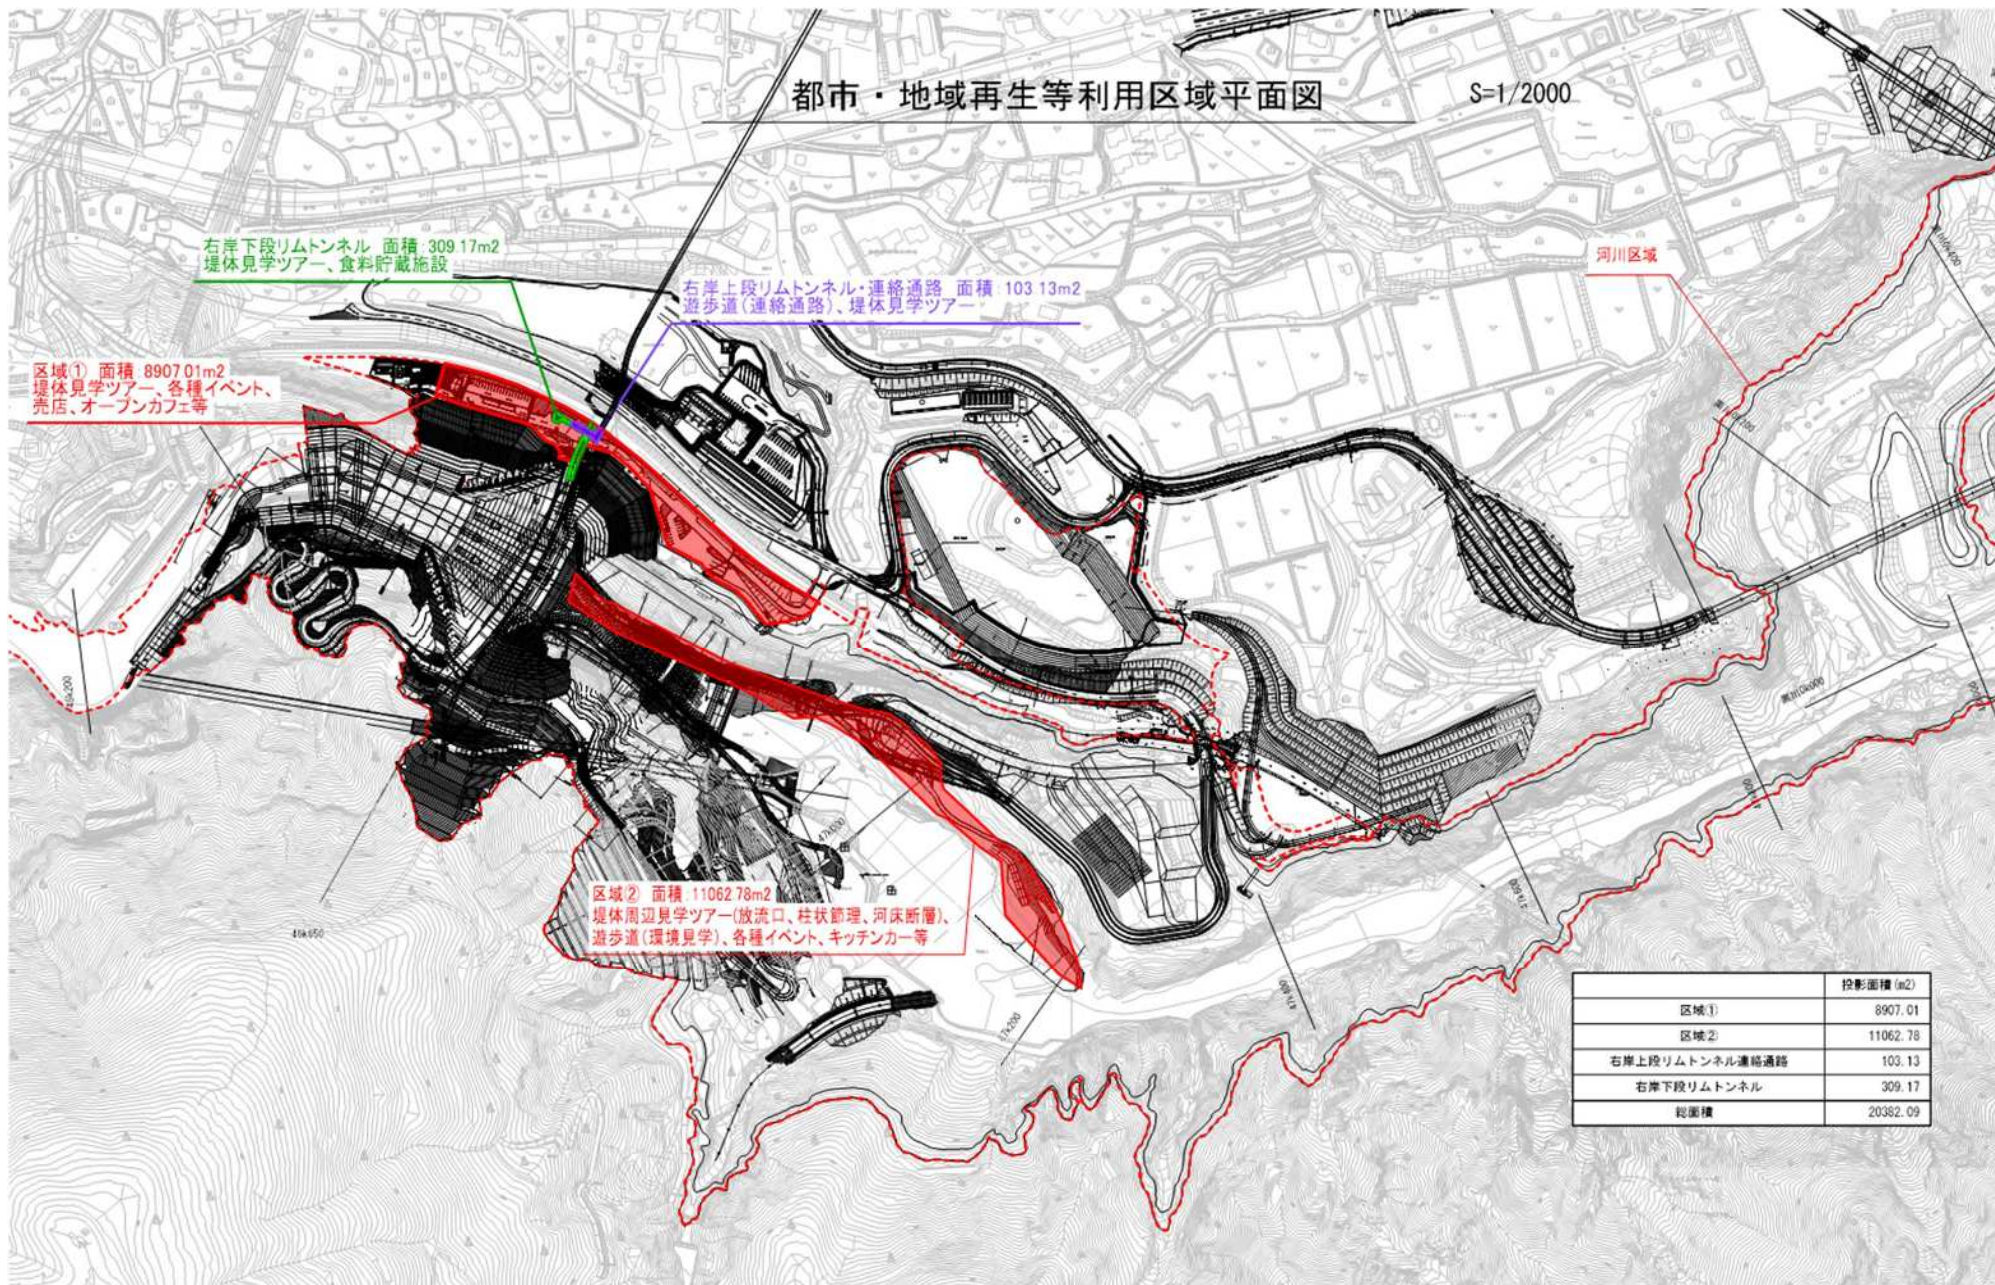 都市・地域再生等利用区域平面図 S=1/2000
右岸下段リムトンネル 面積:309.17m2
堤体見学ツアー、食料貯蔵施設
右岸上段リムトンネル・連絡通路 面積:103.13m2
遊歩道(連絡通路)、堤体見学ツアー
河川区域
区域① 面積:8907.01m2
堤体見学ツアー、各種イベント、
売店、オープンカフェ等
区域② 面積:11062.78m2
堤体周辺見学ツアー(放流口、柱状節理、河床断層)、
遊歩道(環境見学)、各種イベント、キッチンカー等
47k000
47k200
47k400
47k600
投影面積(m2)
区域① 8907.01
区域② 11062.78
右岸上段リムトンネル連絡通路 103.13
右岸下段リムトンネル 309.17
総面積 20382.09